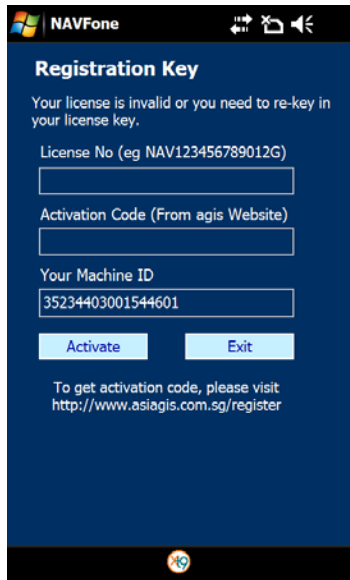 NAVFone
Registration Key
Your license is invalid or you need to re-key in
your license key.
License No (eg NAV123456789012G)
Activation Code (From agis Website)
Your Machine ID
35234403001544601
Activate Exit
To get activation code, please visit
http://www.asiagis.com.sg/register